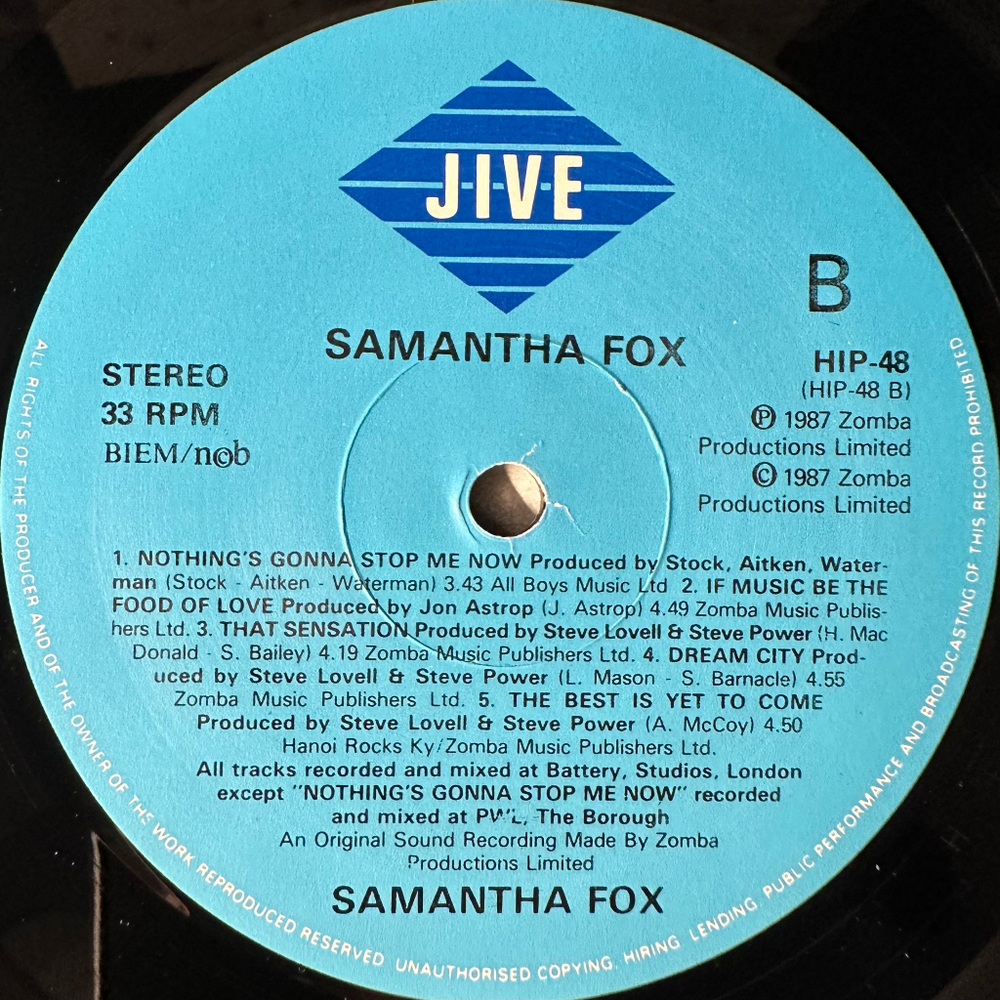 JIVE
B
SAMANTHA FOX
STEREO
33 RPM
BIEM/n©b
HIP-48
(HIP-48 B)
℗ 1987 Zomba
Productions Limited
© 1987 Zomba
Productions Limited
1. NOTHING'S GONNA STOP ME NOW Produced by Stock, Aitken, Water-
man (Stock - Aitken - Waterman) 3.43 All Boys Music Ltd 2. IF MUSIC BE THE
FOOD OF LOVE Produced by Jon Astrop (J. Astrop) 4.49 Zomba Music Publis-
hers Ltd. 3. THAT SENSATION Produced by Steve Lovell & Steve Power (H. Mac
Donald - S. Bailey) 4.19 Zomba Music Publishers Ltd. 4. DREAM CITY Prod-
uced by Steve Lovell & Steve Power (L. Mason - S. Barnacle) 4.55
Zomba Music Publishers Ltd. 5. THE BEST IS YET TO COME
Produced by Steve Lovell & Steve Power (A. McCoy) 4.50
Hanoi Rocks Ky/Zomba Music Publishers Ltd.
All tracks recorded and mixed at Battery, Studios, London
except "NOTHING'S GONNA STOP ME NOW" recorded
and mixed at PWL, The Borough
An Original Sound Recording Made By Zomba
Productions Limited
SAMANTHA FOX
ALL RIGHTS OF THE PRODUCER AND OF THE OWNER OF THE WORK REPRODUCED RESERVED UNAUTHORISED COPYING, HIRING LENDING, PUBLIC PERFORMANCE AND BROADCASTING OF THIS RECORD PROHIBITED